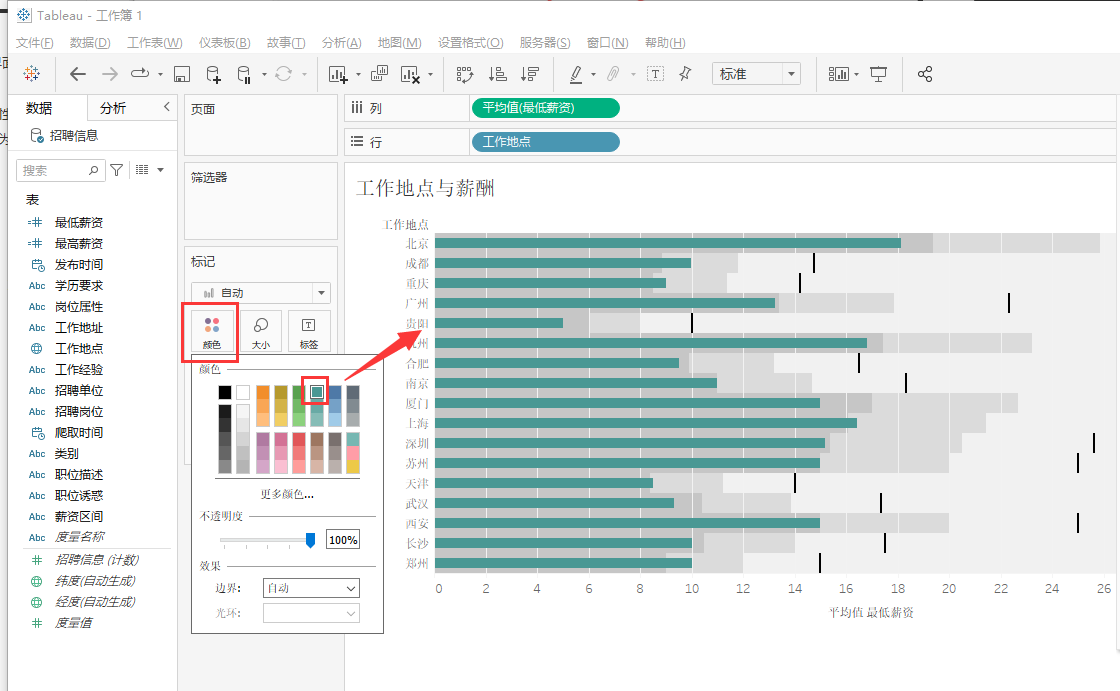 Tableau - 工作簿 1
文件(F) 数据(D) 工作表(W) 仪表板(B) 故事(T) 分析(A) 地图(M) 设置格式(O) 服务器(S) 窗口(N) 帮助(H)
标准
数据 分析
招聘信息
搜索
表
最低薪资
最高薪资
发布时间
Abc 学历要求
Abc 岗位属性
Abc 工作地址
工作地点
Abc 工作经验
Abc 招聘单位
Abc 招聘岗位
爬取时间
Abc 类别
Abc 职位描述
Abc 职位诱惑
Abc 薪资区间
Abc 度量名称
招聘信息 (计数)
纬度(自动生成)
经度(自动生成)
度量值
页面
筛选器
标记
自动
颜色 大小 标签
颜色
更多颜色...
不透明度
100%
效果
边界: 自动
光环:
列 平均值(最低薪资)
行 工作地点
工作地点与薪酬
工作地点
北京
成都
重庆
广州
贵阳
州
合肥
南京
厦门
上海
深圳
苏州
天津
武汉
西安
长沙
郑州
0 2 4 6 8 10 12 14 16 18 20 22 24 26
平均值 最低薪资